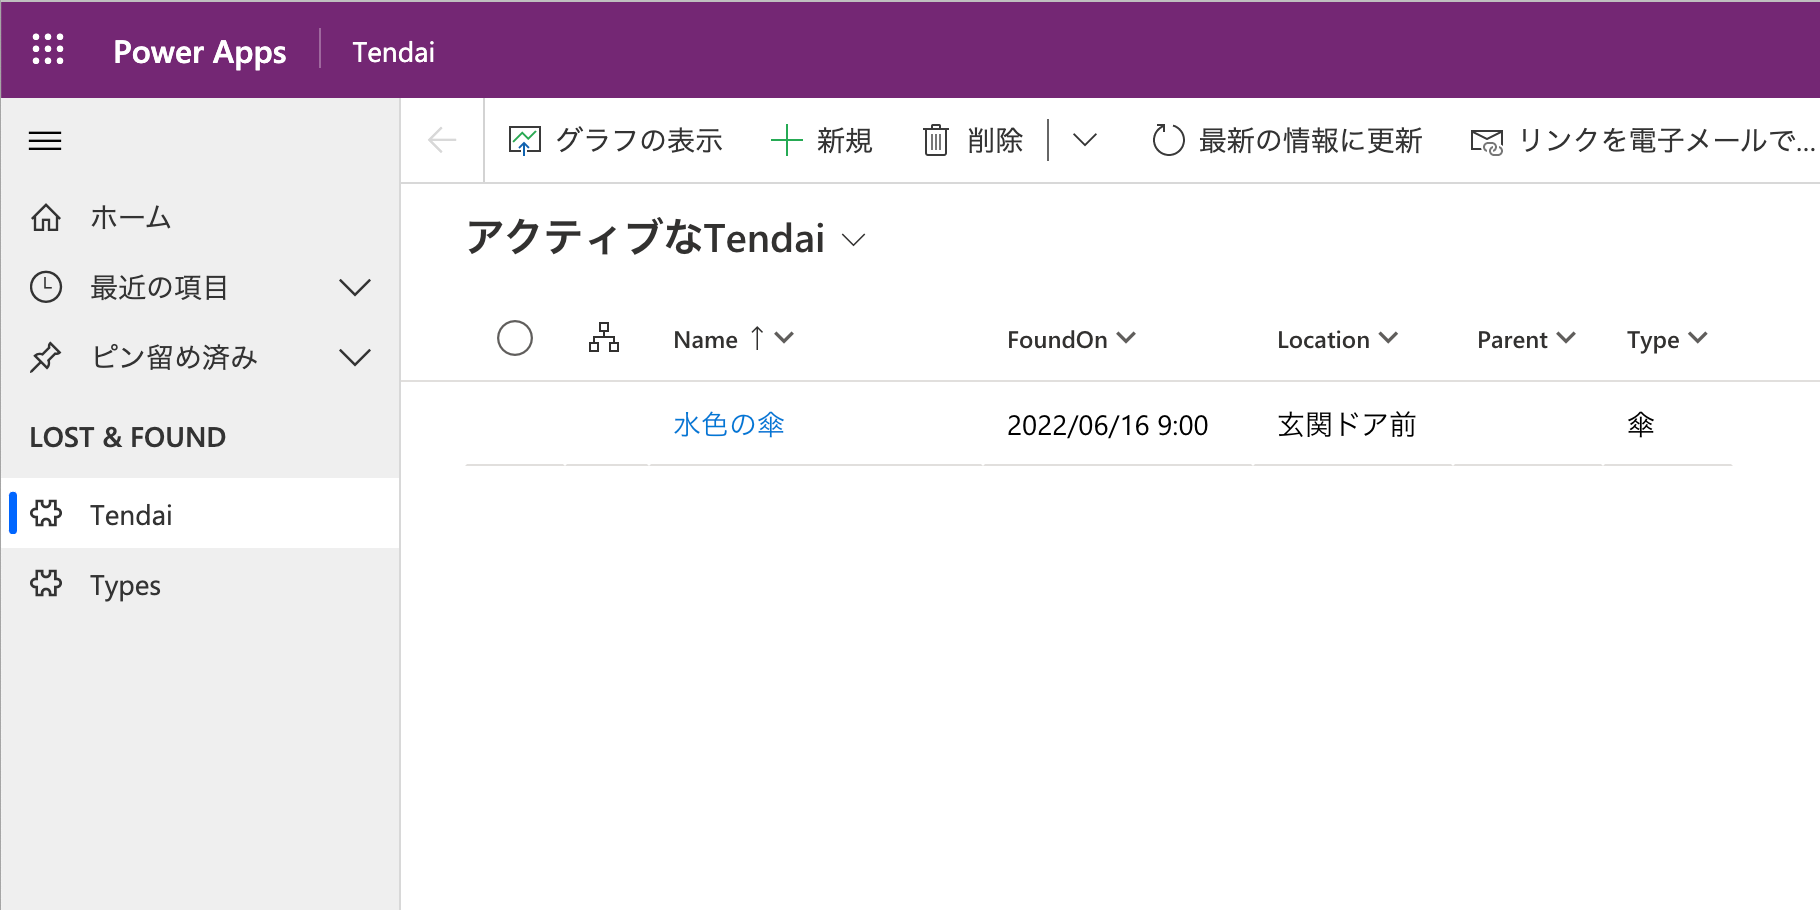 Power Apps Tendai
グラフの表示 新規 削除 最新の情報に更新 リンクを電子メールで...
ホーム
最近の項目
ピン留め済み
LOST & FOUND
Tendai
Types
アクティブなTendai
Name FoundOn Location Parent Type
水色の傘 2022/06/16 9:00 玄関ドア前 傘